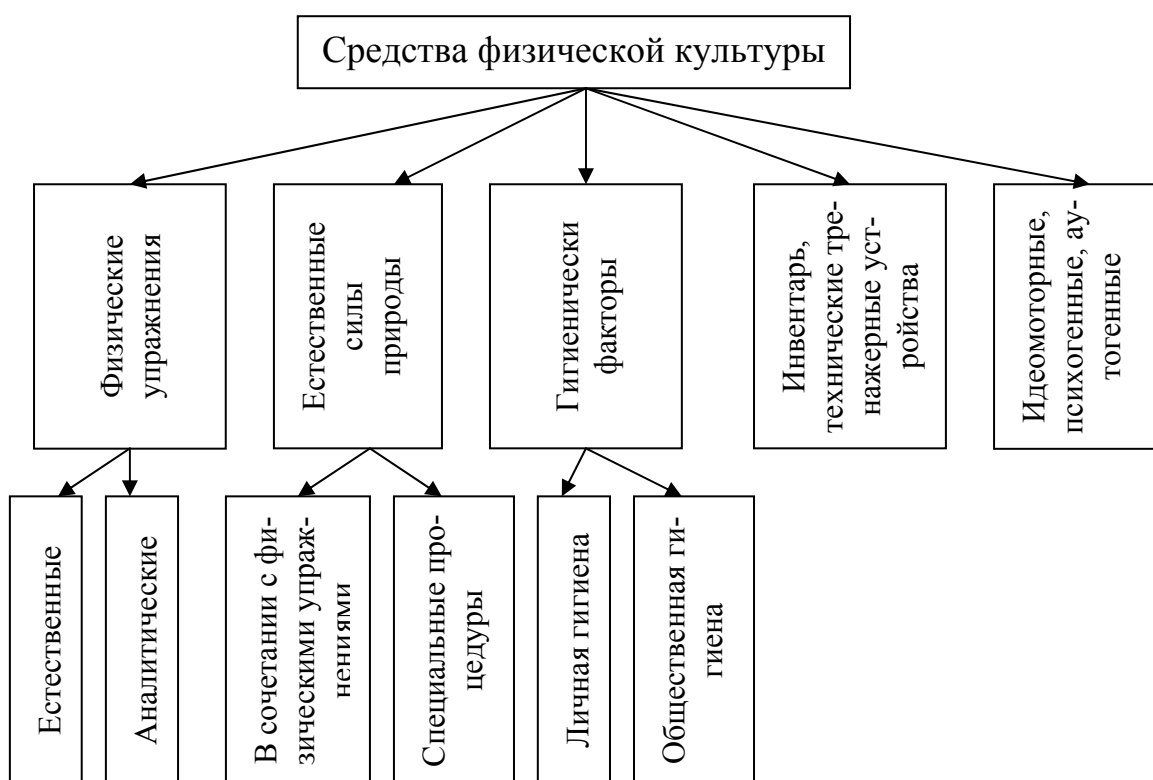 Средства физической культуры
Физические
упражнения
Естественные
силы
природы
Гигиенически
факторы
Инвентарь,
технические тре-
нажерные уст-
ройства
Идеомоторные,
психогенные, ау-
тогенные
Естественные
Аналитические
В сочетании с фи-
зическими упраж-
нениями
Специальные про-
цедуры
Личная гигиена
Общественная ги-
гиена